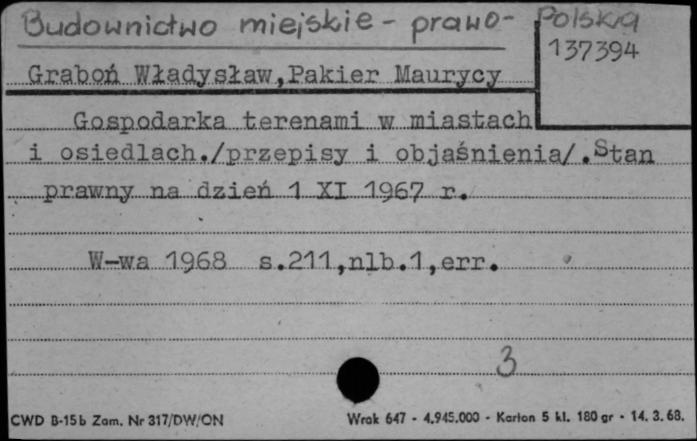 Budownictwo miejskie - prawo - Polska
137394
Graboń Władysław,Pakier Maurycy
Gospodarka terenami w miastach
i osiedlach./przepisy i objaśnienia/.Stan
prawny na dzień 1 XI 1967 r.
W-wa 1968 s.211,nlb.1,err.
3
CWD B-15b Zam. Nr 317/DW/ON Wrak 647 - 4.945.000 - Karton 5 kl. 180 gr - 14. 3. 68.